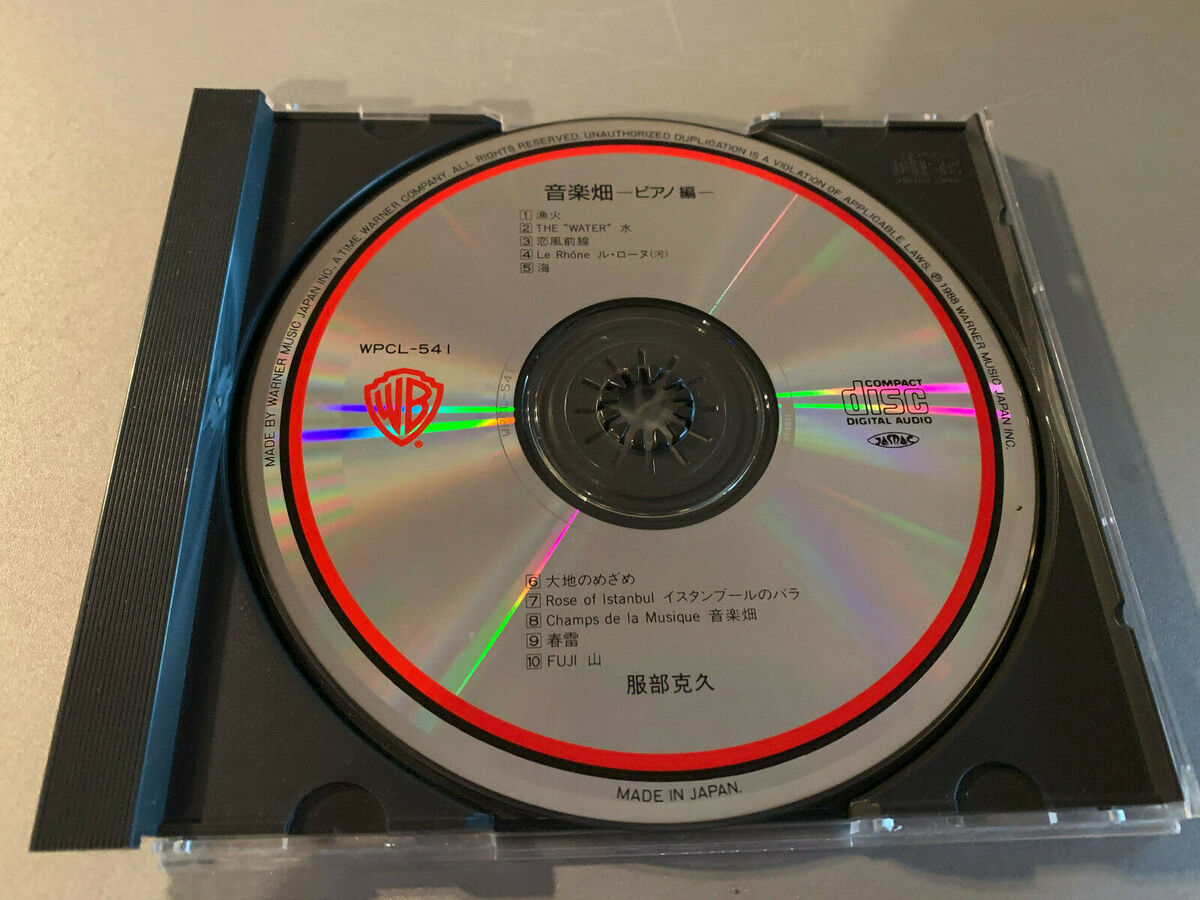 MADE BY WARNER MUSIC JAPAN INC. A TIME WARNER COMPANY. ALL RIGHTS RESERVED. UNAUTHORIZED DUPLICATION IS A VIOLATION OF APPLICABLE LAWS. ℗1988 WARNER MUSIC JAPAN INC.
音楽畑—ピアノ編—
1 漁火
2 THE "WATER" 水
3 恋風前線
4 Le Rhône ル・ローヌ(河)
5 海
WPCL-541
WB
®
COMPACT
disc
DIGITAL AUDIO
JASRAC
6 大地のめざめ
7 Rose of Istanbul イスタンブールのバラ
8 Champs de la Musique 音楽畑
9 春雷
10 FUJI 山
服部克久
MADE IN JAPAN.